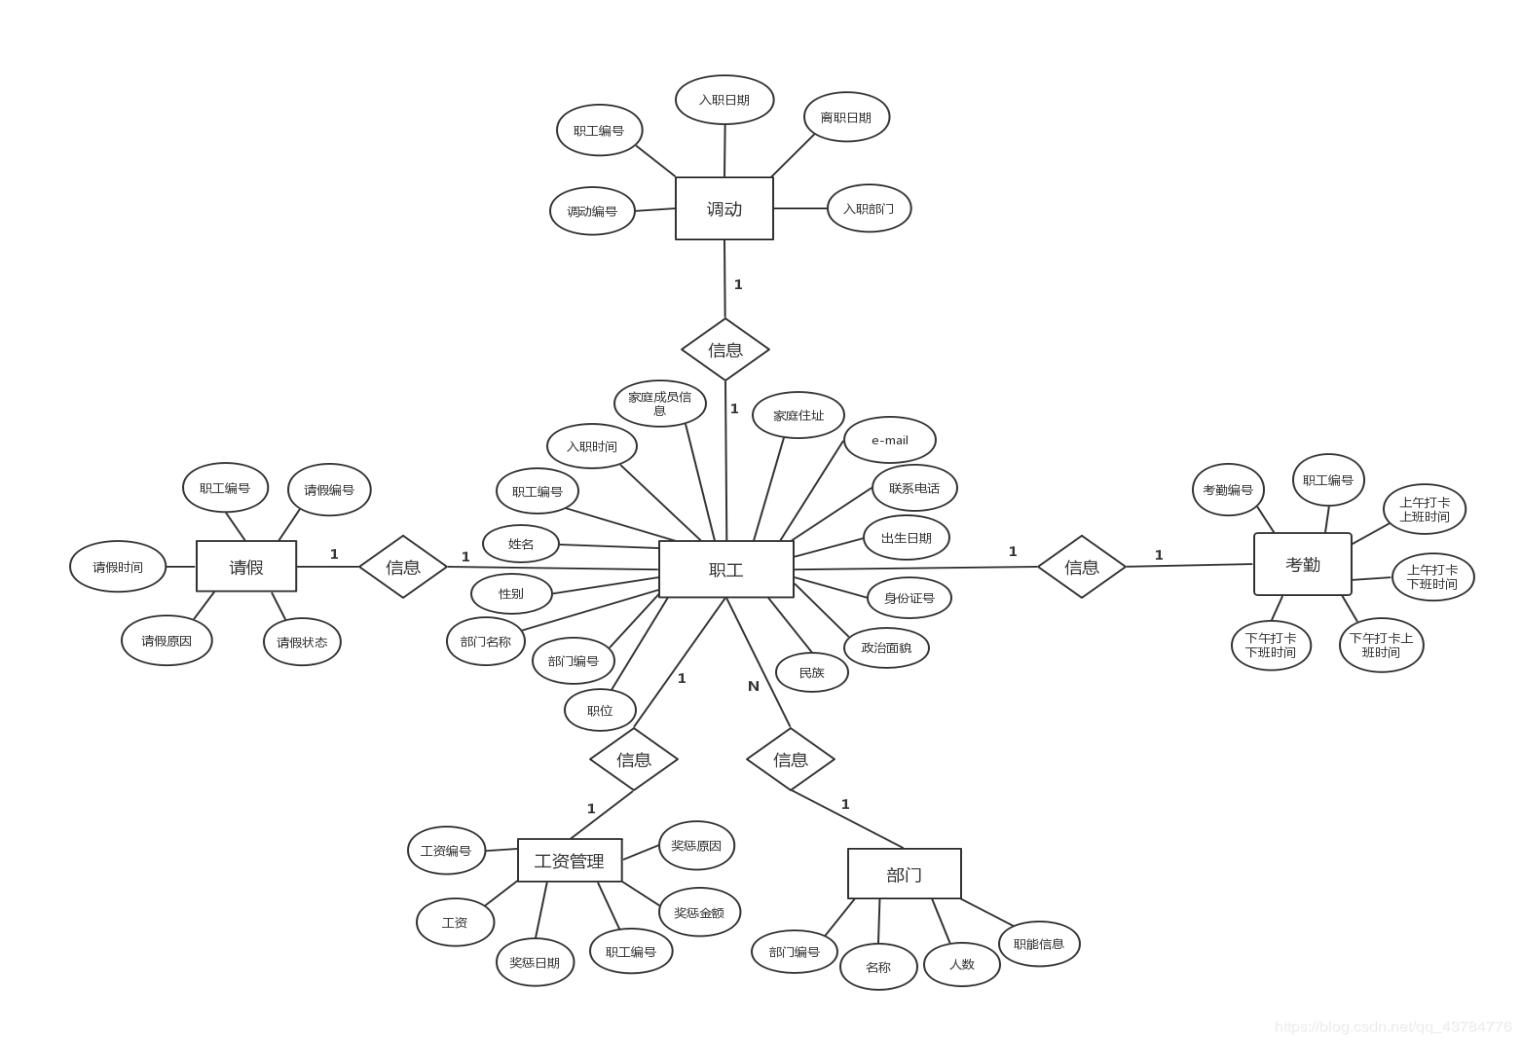 入职日期
离职日期
职工编号
调动编号
调动
入职部门
1
信息
家庭成员信
息
1
家庭住址
入职时间
e-mail
职工编号
联系电话
姓名
出生日期
职工编号
请假编号
考勤编号
职工编号
上午打卡
上班时间
请假时间
请假
1
信息
1
职工
1
信息
1
考勤
上午打卡
下班时间
性别
身份证号
请假原因
请假状态
部门名称
部门编号
政治面貌
下午打卡
下班时间
下午打卡上
班时间
民族
职位
1
N
信息
信息
1
1
工资编号
工资管理
奖惩原因
部门
工资
奖惩金额
奖惩日期
职工编号
部门编号
名称
人数
职能信息
https://blog.csdn.net/qq_43784776